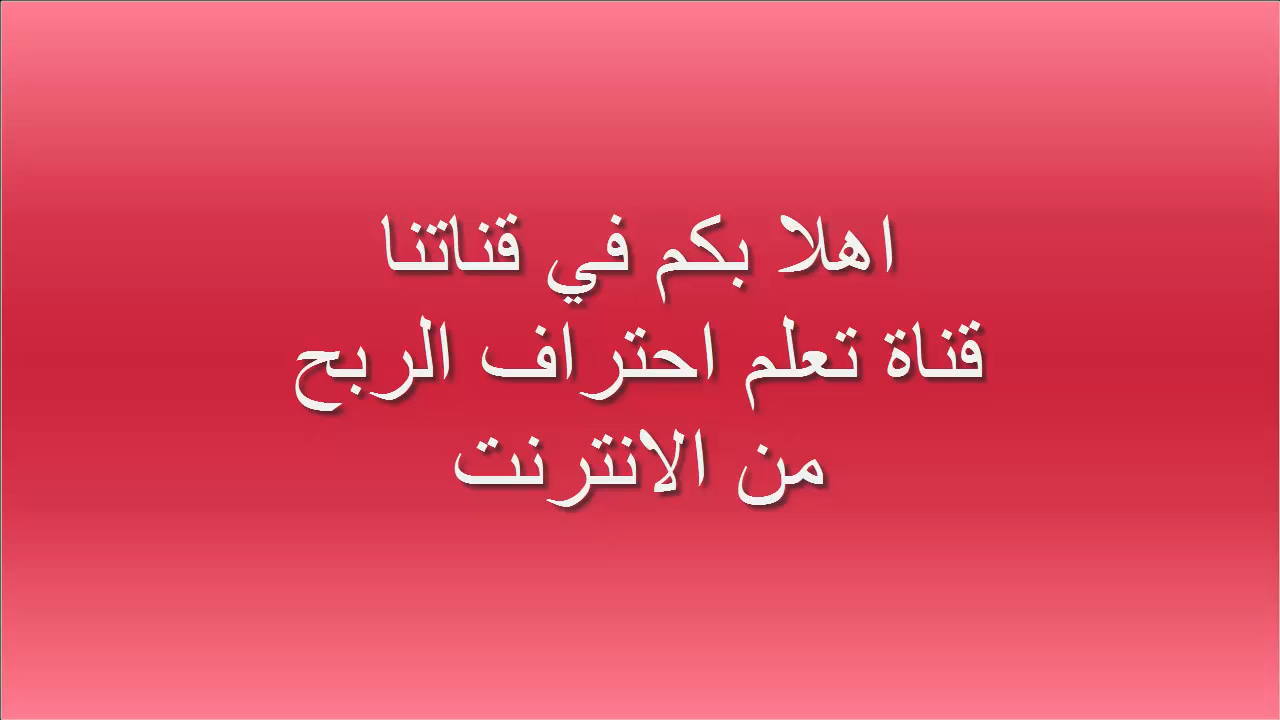 اهلا بكم في قناتنا
قناة تعلم احتراف الربح
من الانترنت